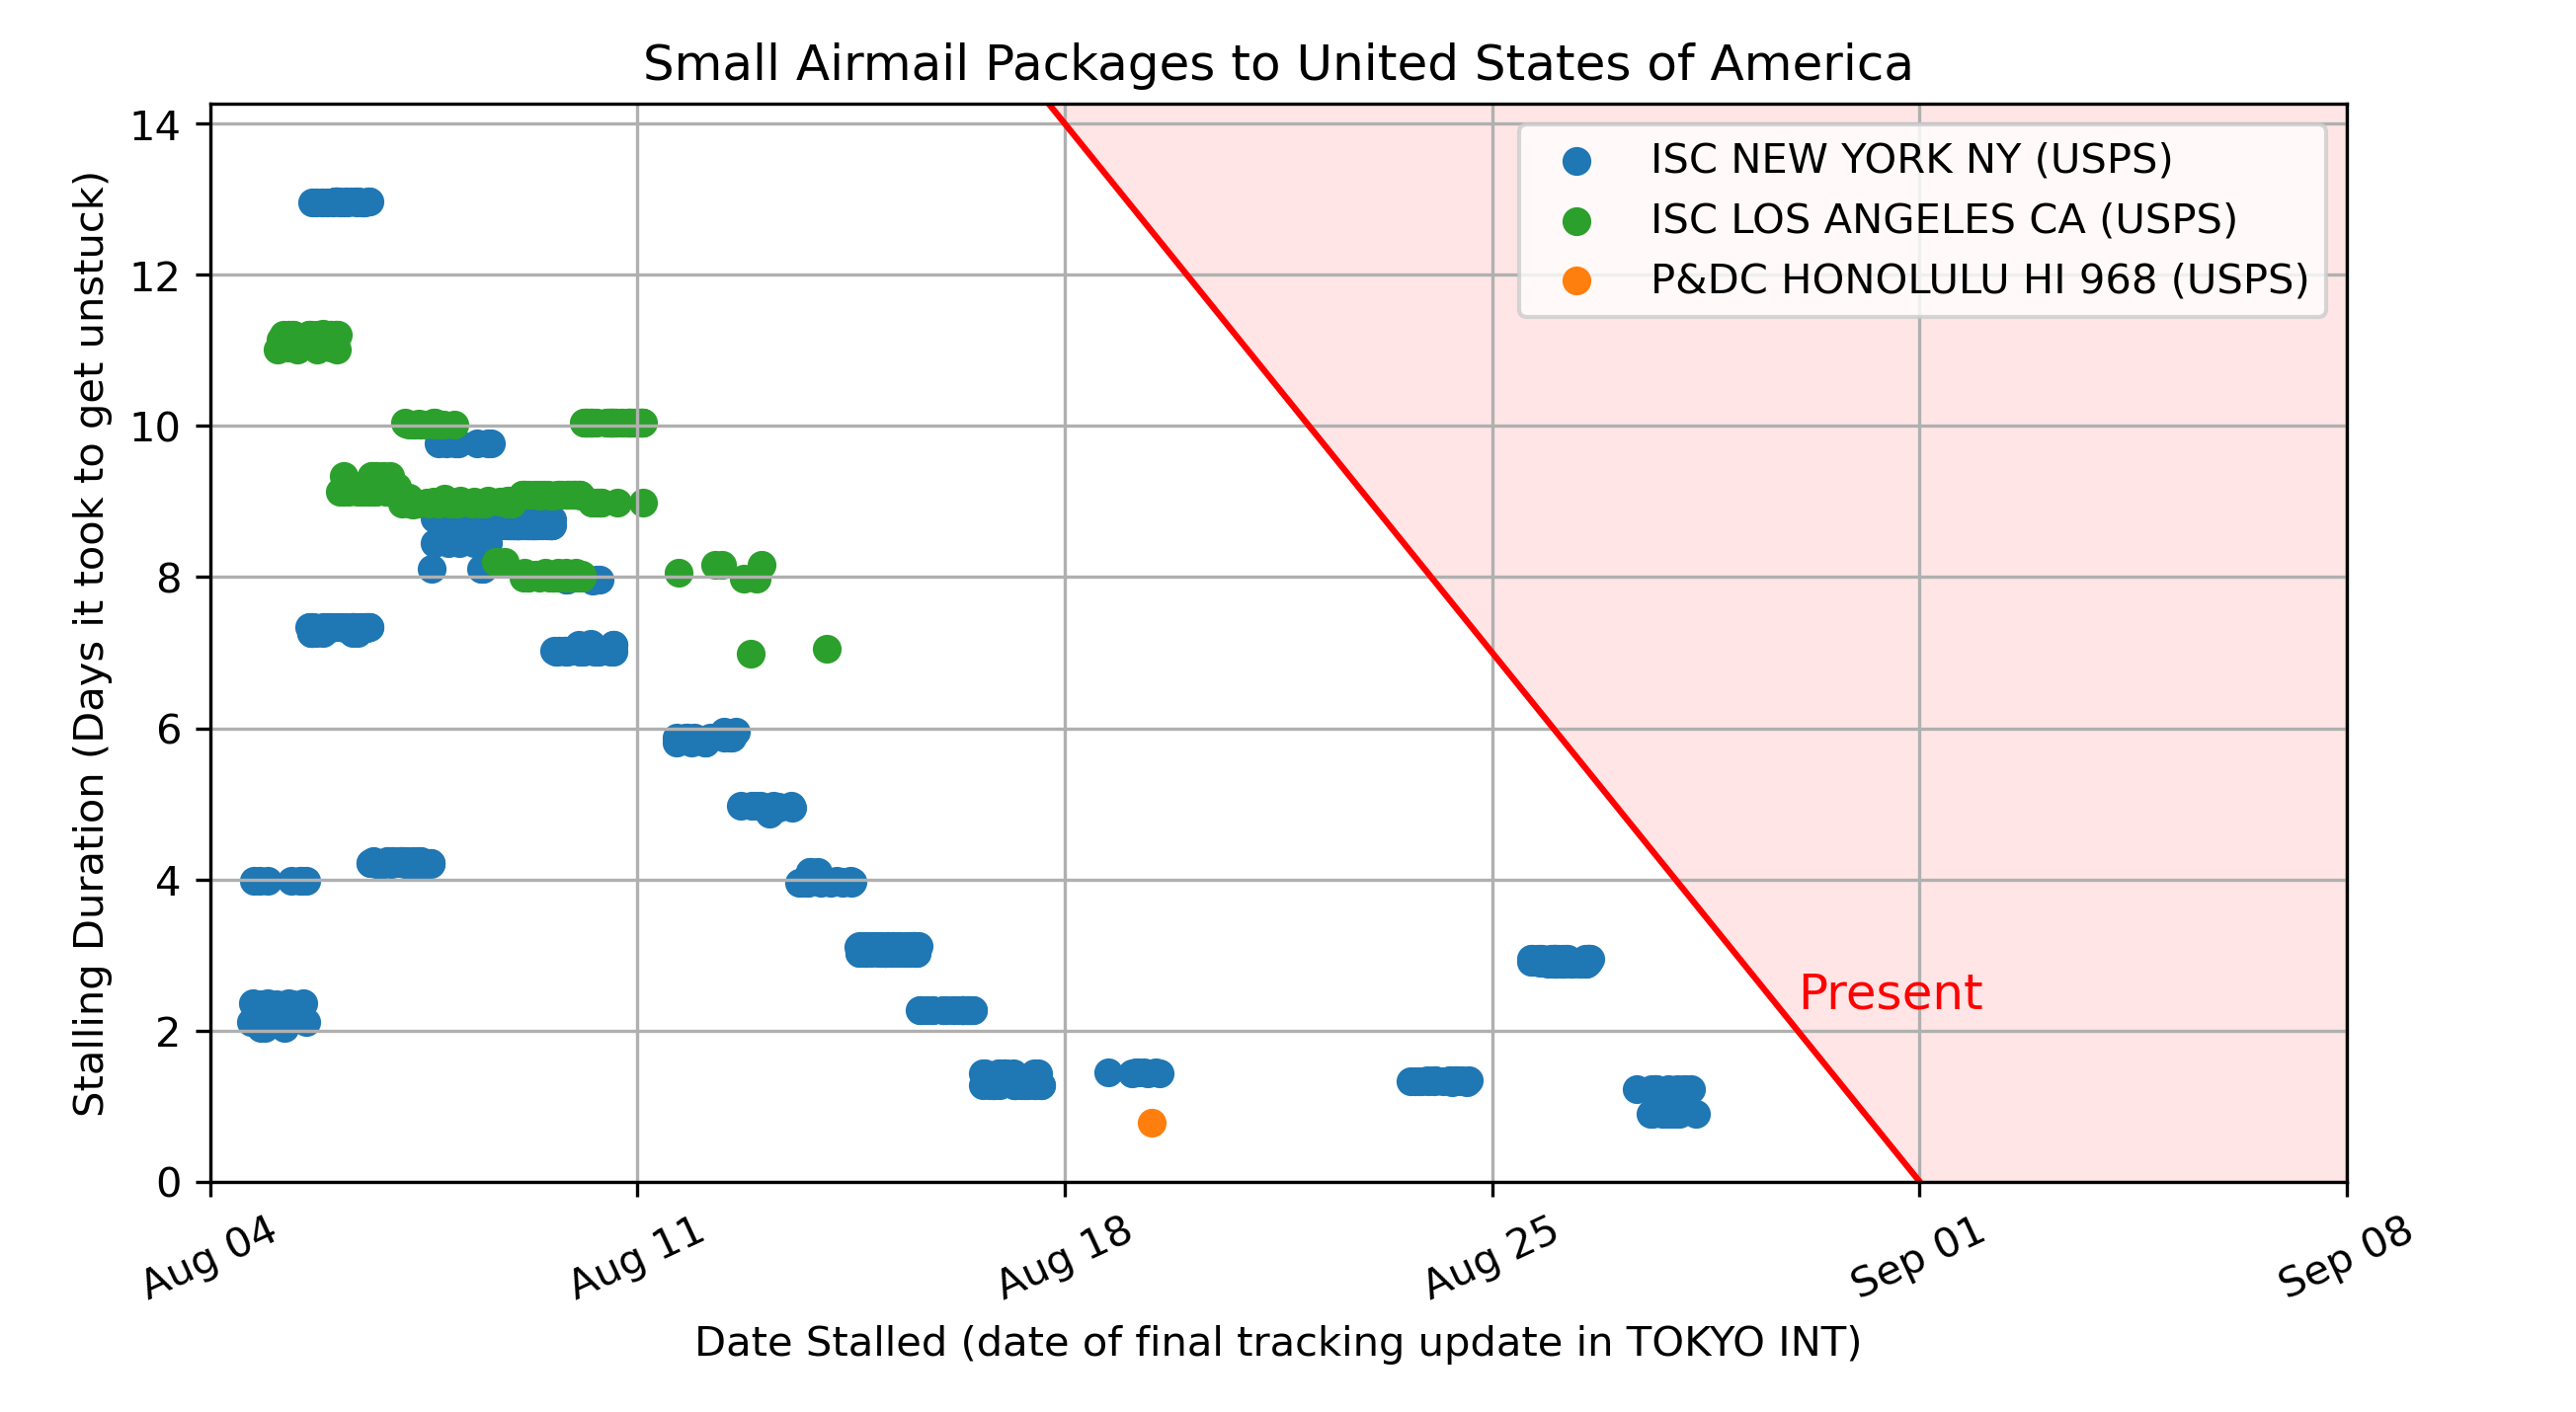 Small Airmail Packages to United States of America
Stalling Duration (Days it took to get unstuck)
14
12
10
8
6
4
2
0
ISC NEW YORK NY (USPS)
ISC LOS ANGELES CA (USPS)
P&DC HONOLULU HI 968 (USPS)
Present
Aug 04
Aug 11
Aug 18
Aug 25
Sep 01
Sep 08
Date Stalled (date of final tracking update in TOKYO INT)